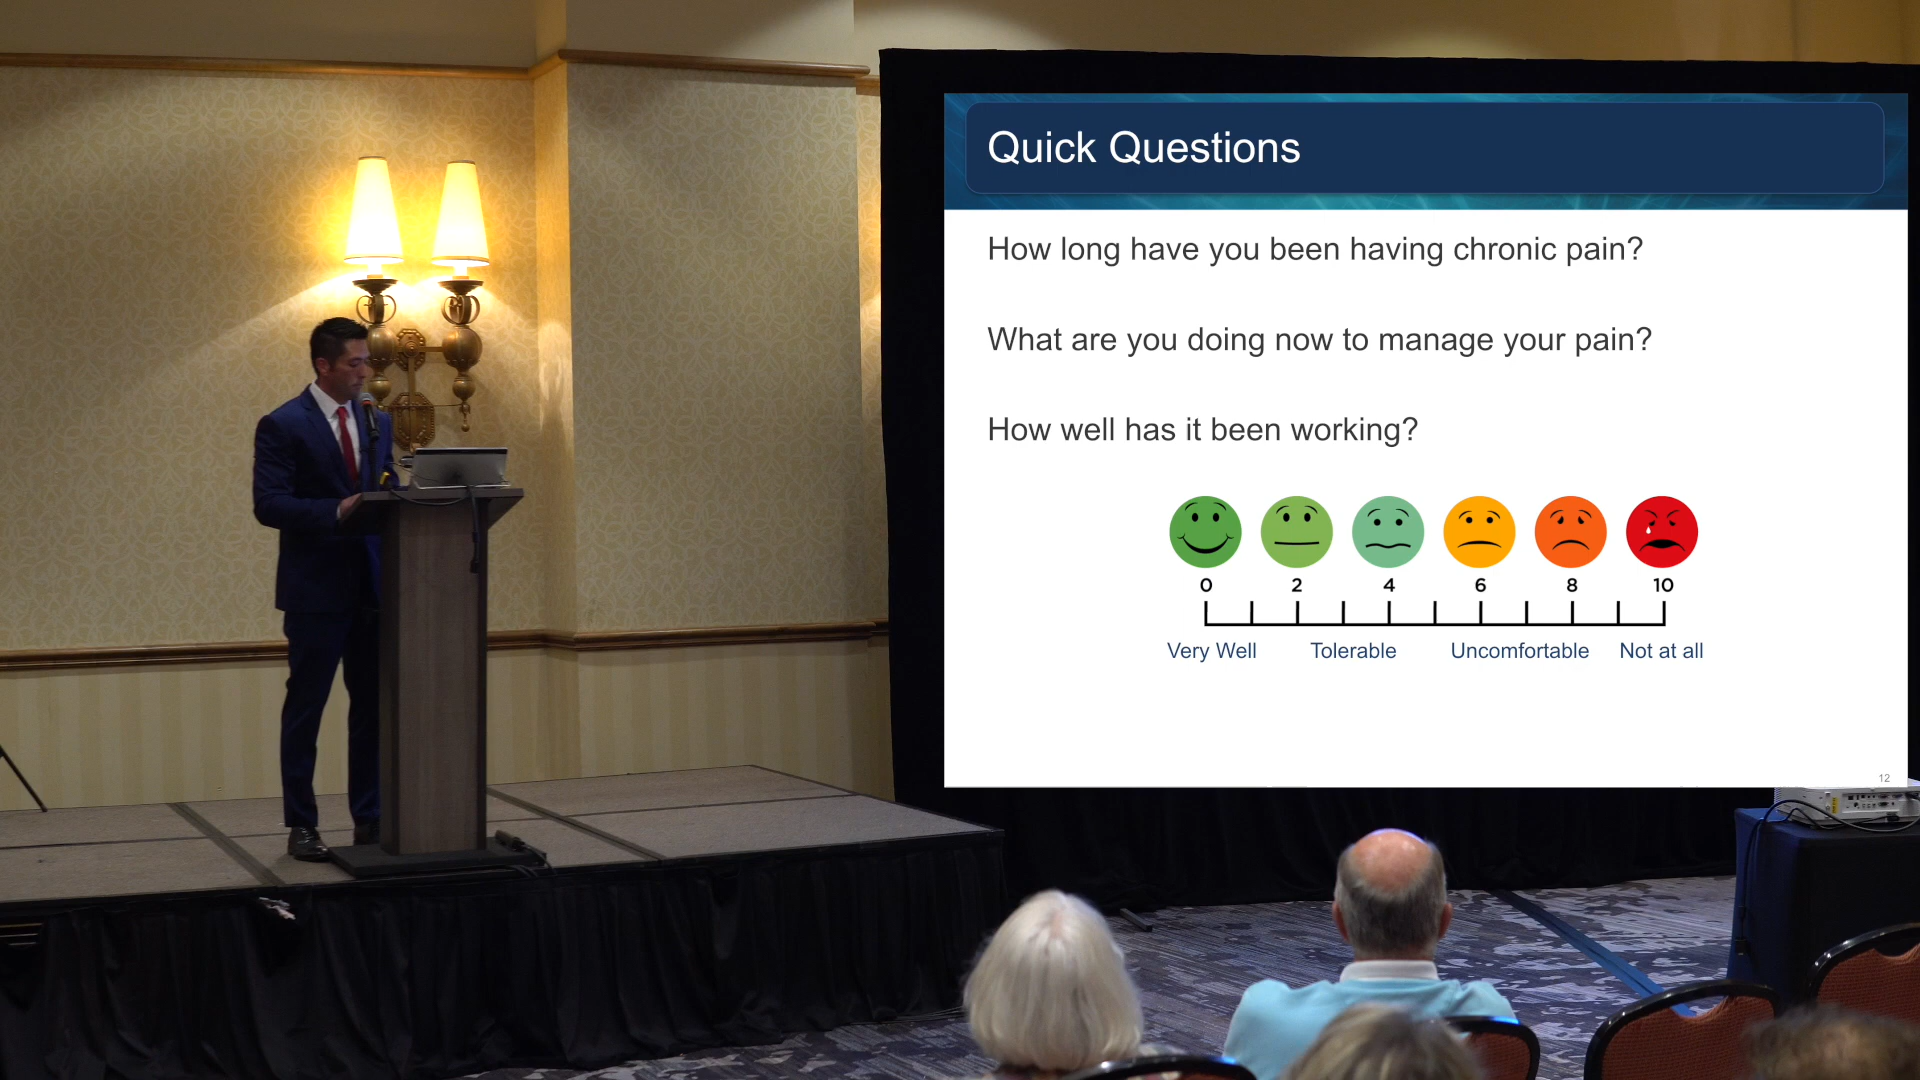 Quick Questions
How long have you been having chronic pain?
What are you doing now to manage your pain?
How well has it been working?
0 2 4 6 8 10
Very Well Tolerable Uncomfortable Not at all
12